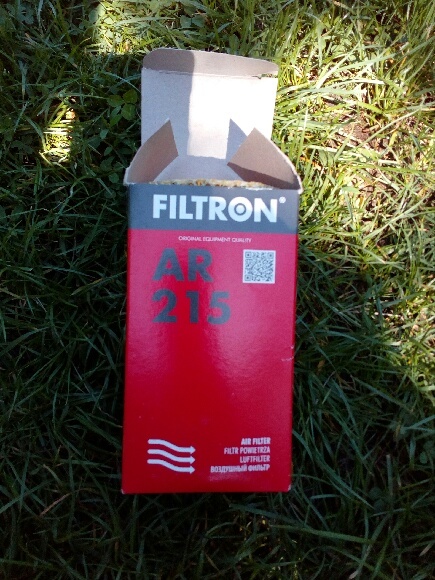 FILTRON®
ORIGINAL EQUIPMENT QUALITY
AR
215
AIR FILTER
FILTR POWIETRZA
LUFTFILTER
ВОЗДУШНЫЙ ФИЛЬТР